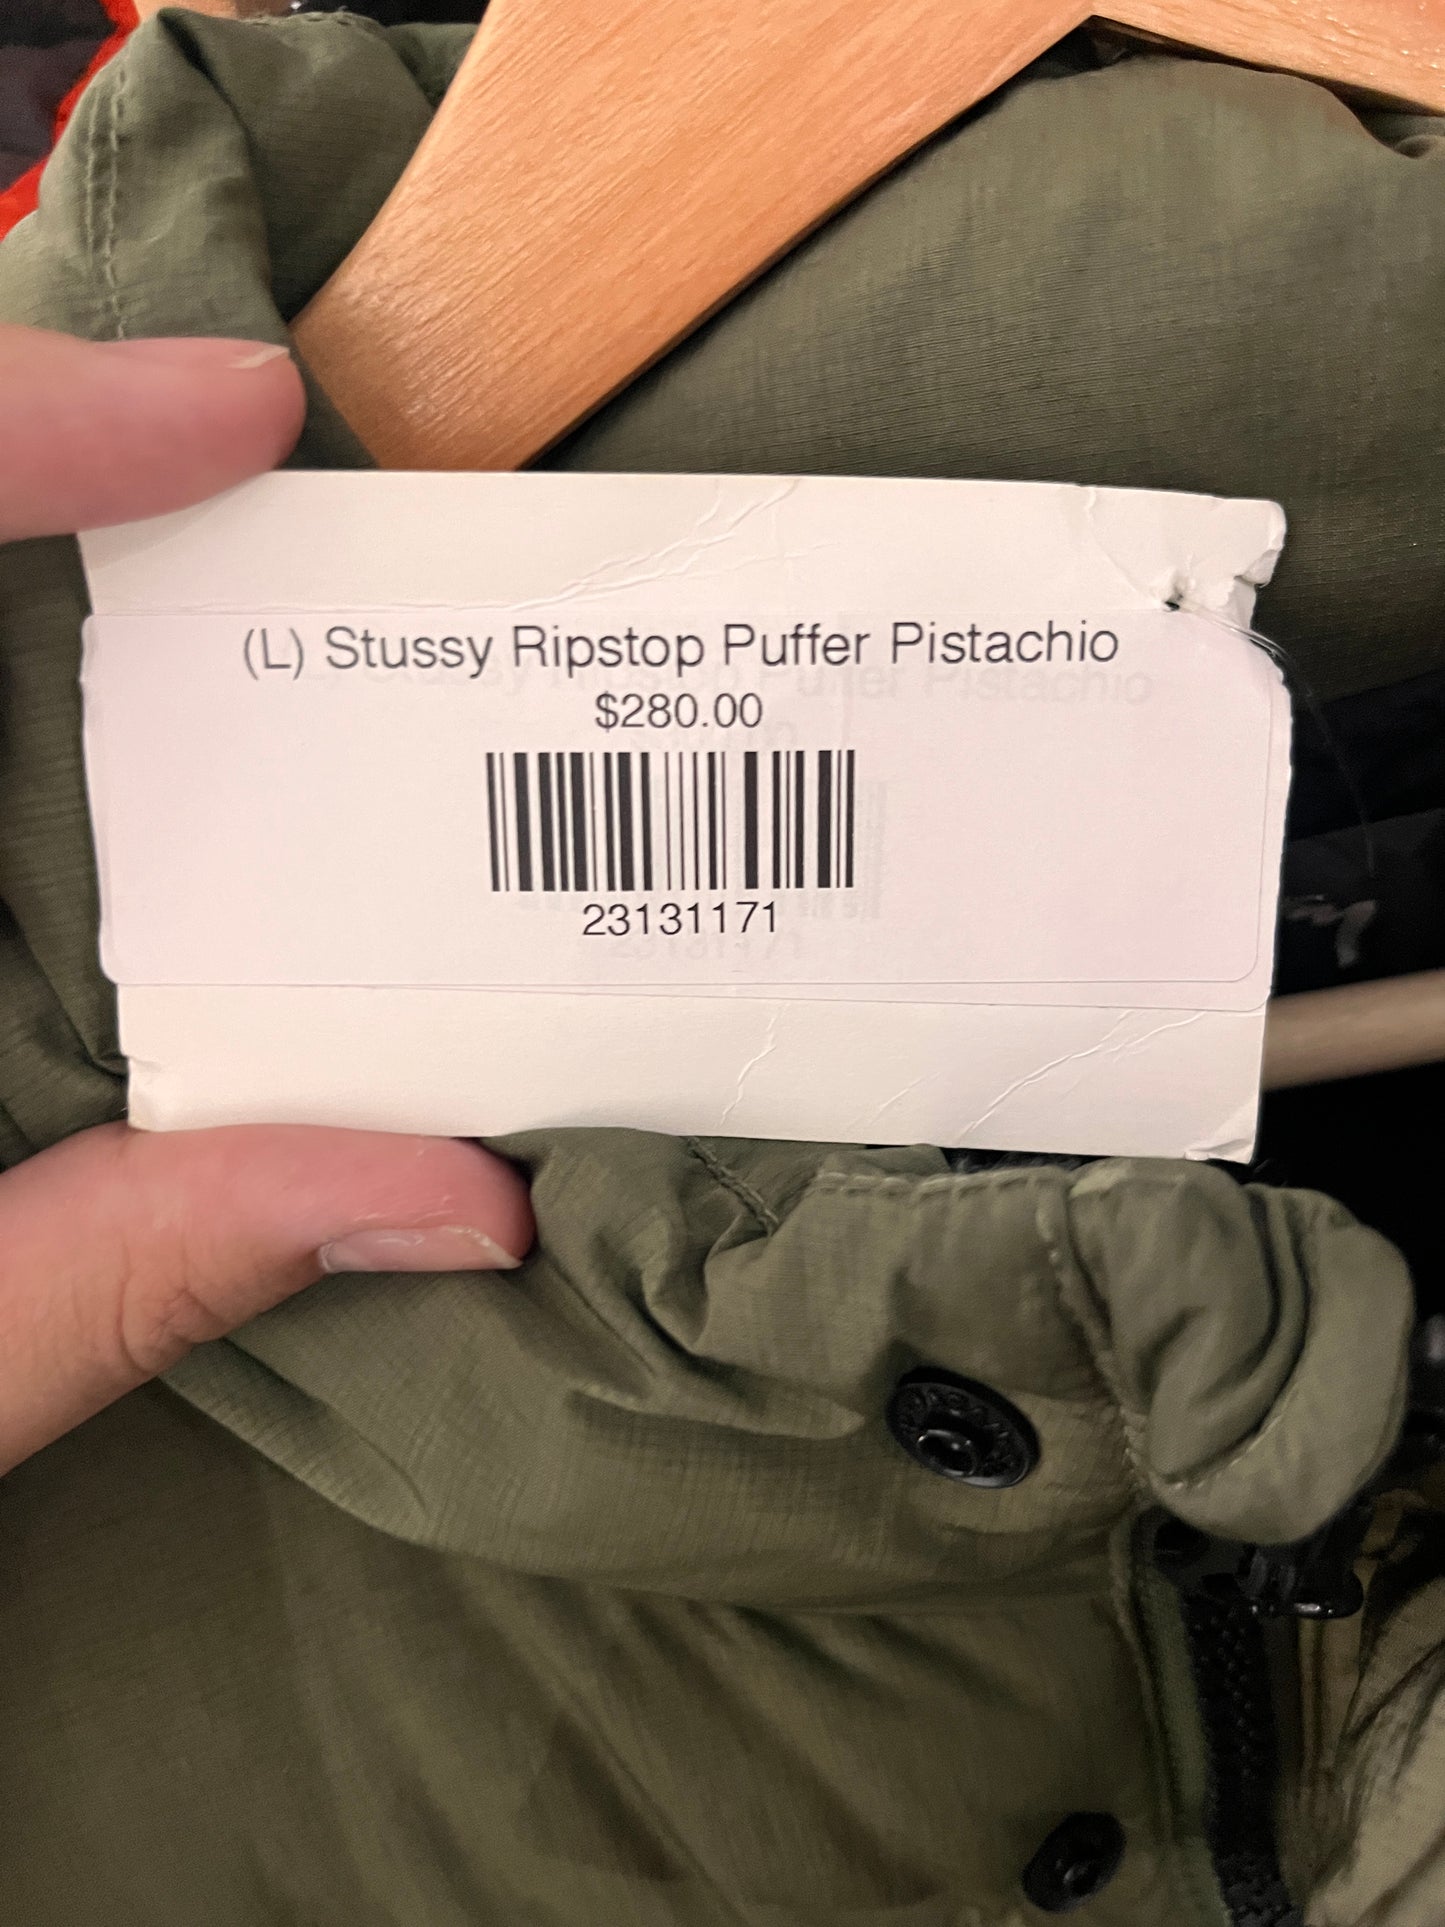 (L) Stussy Ripstop Puffer Pistachio
$280.00
23131171